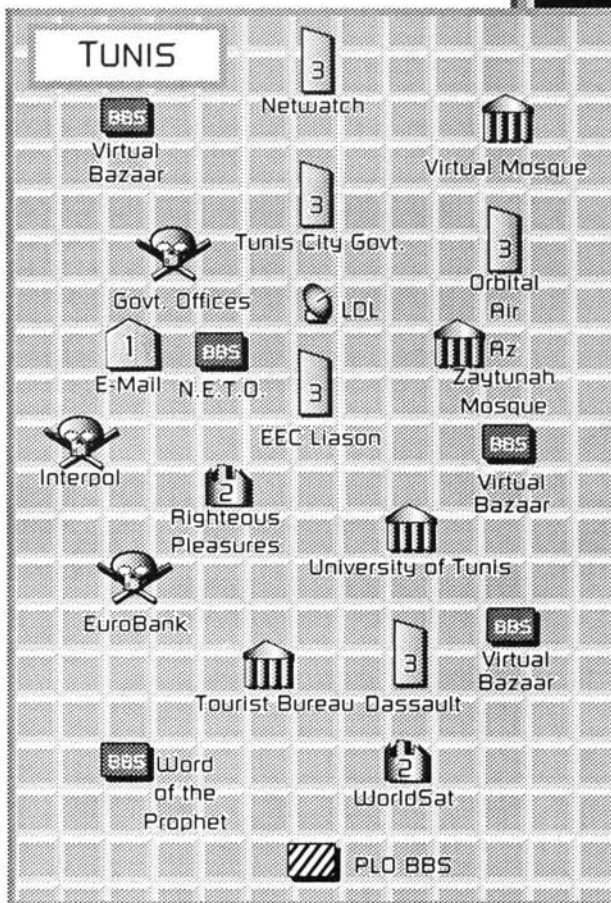 TUNIS
3
Netwatch
BBS
Virtual
Bazaar
Virtual Mosque
3
Tunis City Govt.
3
Orbital
Air
Govt. Offices
LDL
1
E-Mail
BBS
N.E.T.O.
3
EEC Liason
Az
Zaytunah
Mosque
Interpol
BBS
Virtual
Bazaar
2
Righteous
Pleasures
University of Tunis
EuroBank
BBS
Virtual
Bazaar
3
Tourist Bureau
Dassault
BBS
Word
of the
Prophet
2
WorldSat
PLO BBS